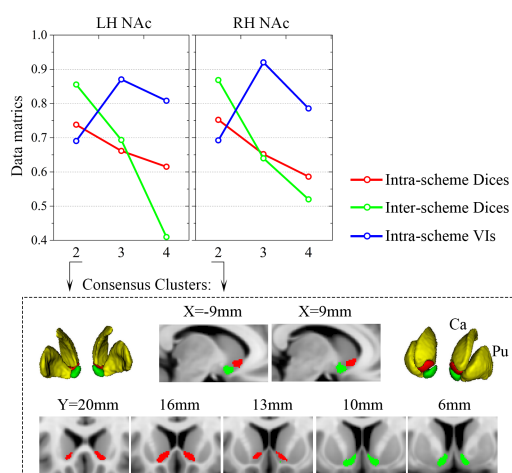 LH NAc RH NAc
1.0
0.9
0.8
0.7
0.6
0.5
0.4
Data matrics
2 3 4 2 3 4
Intra-scheme Dices
Inter-scheme Dices
Intra-scheme VIs
Consensus Clusters:
X=-9mm X=9mm
Ca
Pu
Y=20mm 16mm 13mm 10mm 6mm